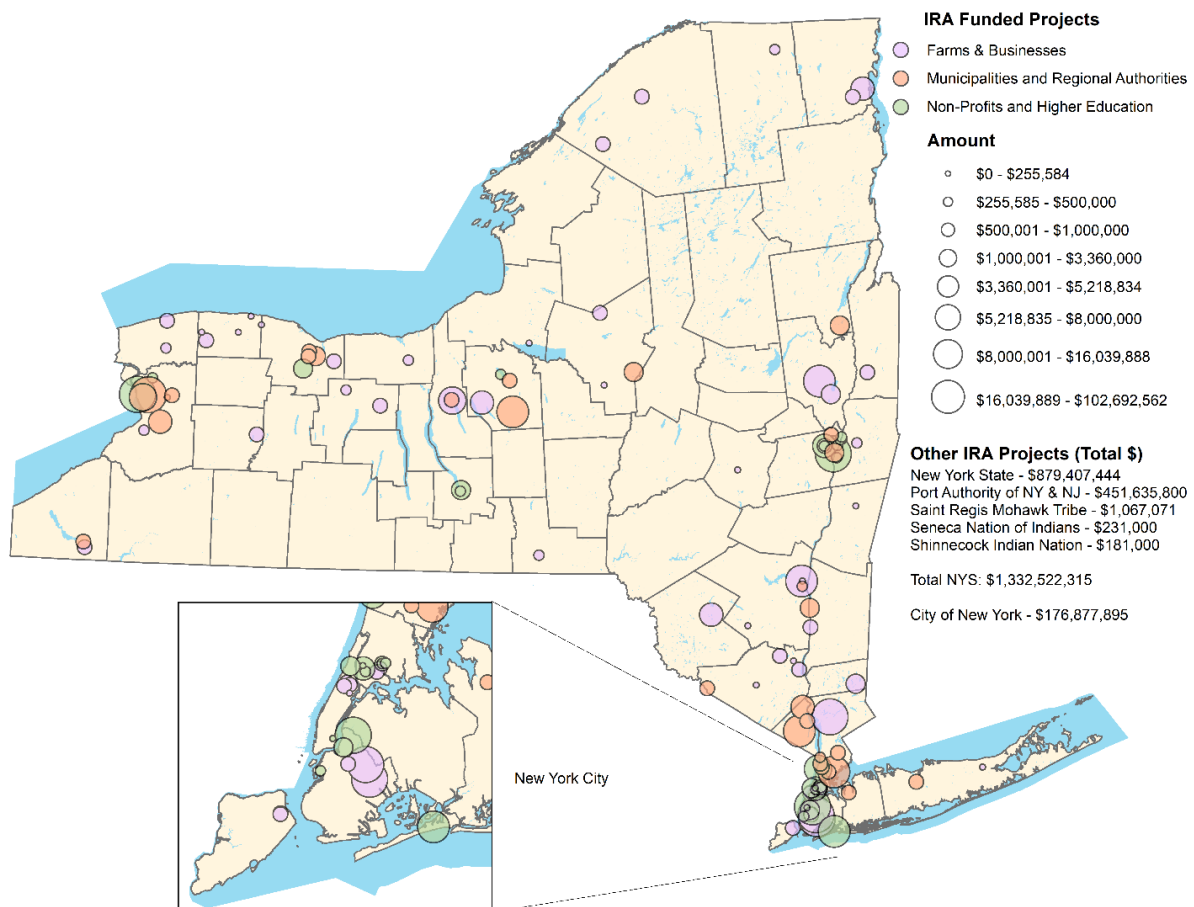 IRA Funded Projects
Farms & Businesses
Municipalities and Regional Authorities
Non-Profits and Higher Education
Amount
$0 - $255,584
$255,585 - $500,000
$500,001 - $1,000,000
$1,000,001 - $3,360,000
$3,360,001 - $5,218,834
$5,218,835 - $8,000,000
$8,000,001 - $16,039,888
$16,039,889 - $102,692,562
Other IRA Projects (Total $)
New York State - $879,407,444
Port Authority of NY & NJ - $451,635,800
Saint Regis Mohawk Tribe - $1,067,071
Seneca Nation of Indians - $231,000
Shinnecock Indian Nation - $181,000
Total NYS: $1,332,522,315
City of New York - $176,877,895
New York City